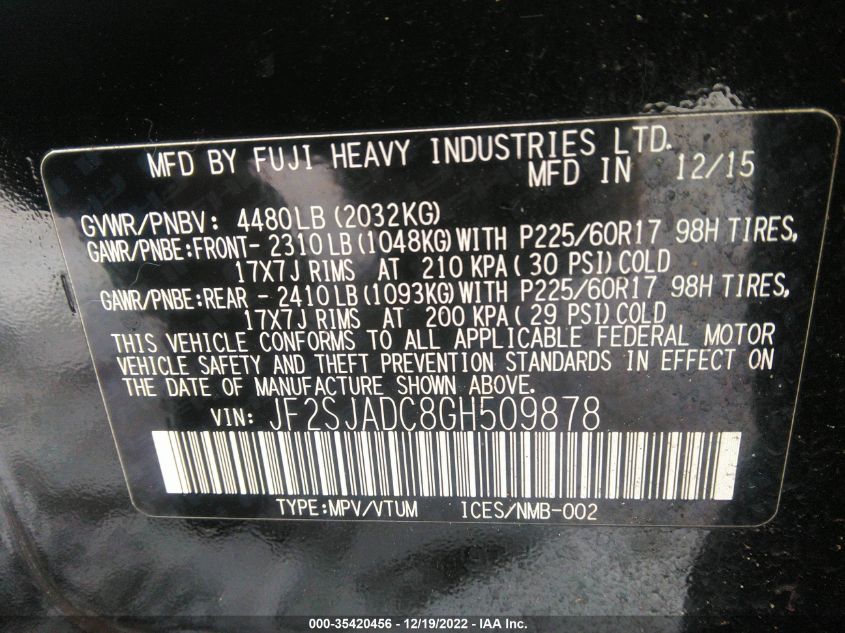 MFD BY FUJI HEAVY INDUSTRIES LTD.
MFD IN 12/15
GVWR/PNBV: 4480LB(2032KG)
GAWR/PNBE:FRONT- 2310LB(1048KG)WITH P225/60R17 98H TIRES,
17X7J RIMS AT 210 KPA(30 PSI)COLD
GAWR/PNBE:REAR - 2410LB(1093KG)WITH P225/60R17 98H TIRES,
17X7J RIMS AT 200 KPA(29 PSI)COLD
THIS VEHICLE CONFORMS TO ALL APPLICABLE FEDERAL MOTOR
VEHICLE SAFETY AND THEFT PREVENTION STANDARDS IN EFFECT ON
THE DATE OF MANUFACTURE SHOWN ABOVE.
VIN: JF2SJADC8GH509878
TYPE:MPV/VTUM ICES/NMB-002
000-35420456 - 12/19/2022 - IAA Inc.